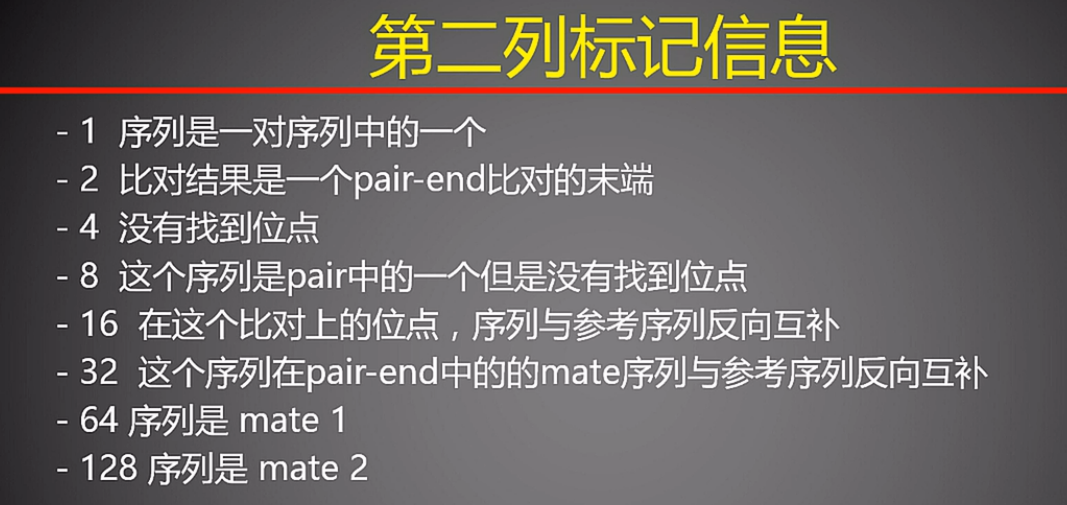 第二列标记信息
- 1 序列是一对序列中的一个
- 2 比对结果是一个pair-end比对的末端
- 4 没有找到位点
- 8 这个序列是pair中的一个但是没有找到位点
- 16 在这个比对上的位点，序列与参考序列反向互补
- 32 这个序列在pair-end中的的mate序列与参考序列反向互补
- 64 序列是 mate 1
- 128 序列是 mate 2